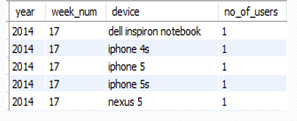 year week_num device no_of_users
2014 17 dell inspiron notebook 1
2014 17 iphone 4s 1
2014 17 iphone 5 1
2014 17 iphone 5s 1
2014 17 nexus 5 1